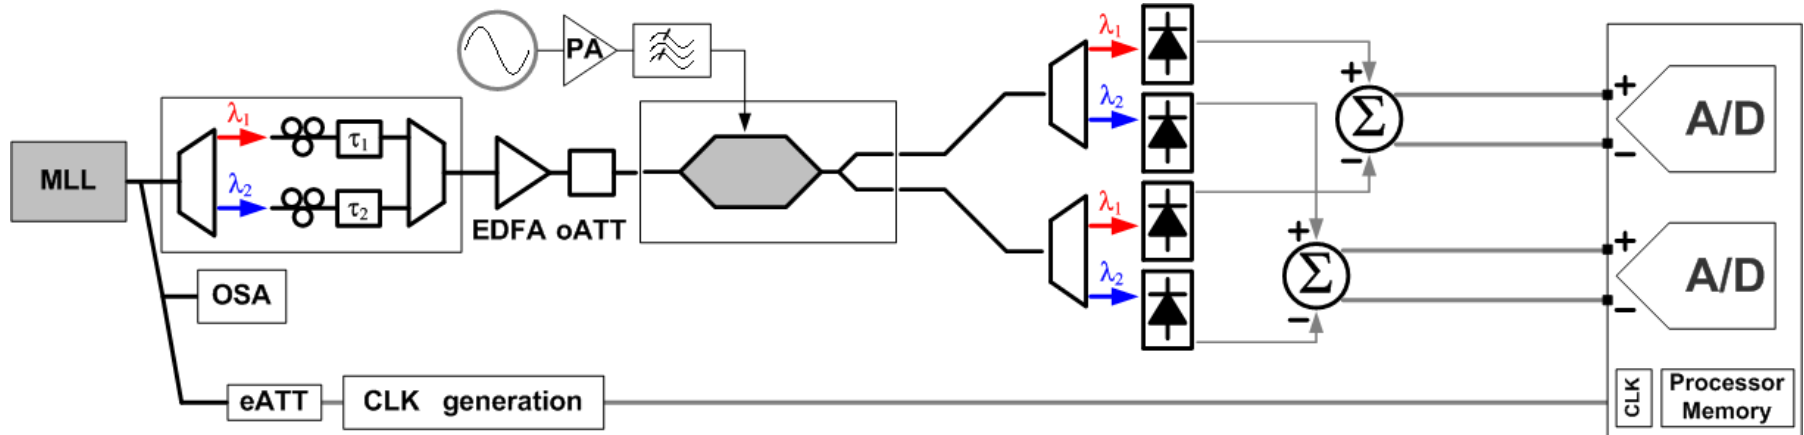 PA
λ1
λ2
τ1
τ2
MLL
EDFA oATT
OSA
eATT
CLK generation
λ1
λ2
λ1
λ2
+
Σ
−
+
Σ
−
+
−
A/D
+
−
A/D
CLK
Processor
Memory